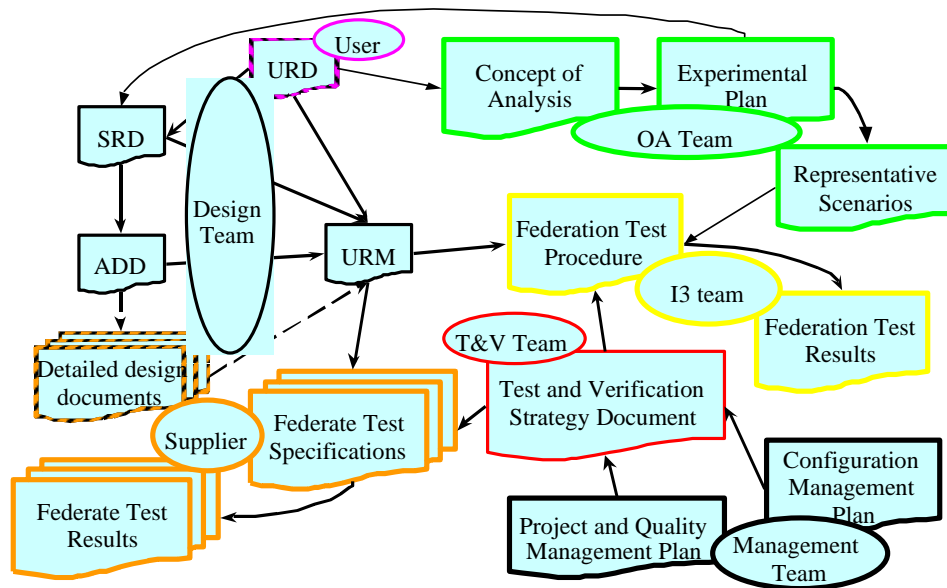 User
URD
Concept of
Analysis
Experimental
Plan
OA Team
SRD
Representative
Scenarios
Design
Team
Federation Test
Procedure
URM
ADD
I3 team
Federation Test
Results
T&V Team
Detailed design
documents
Test and Verification
Strategy Document
Federate Test
Specifications
Supplier
Configuration
Management
Plan
Federate Test
Results
Project and Quality
Management Plan
Management
Team